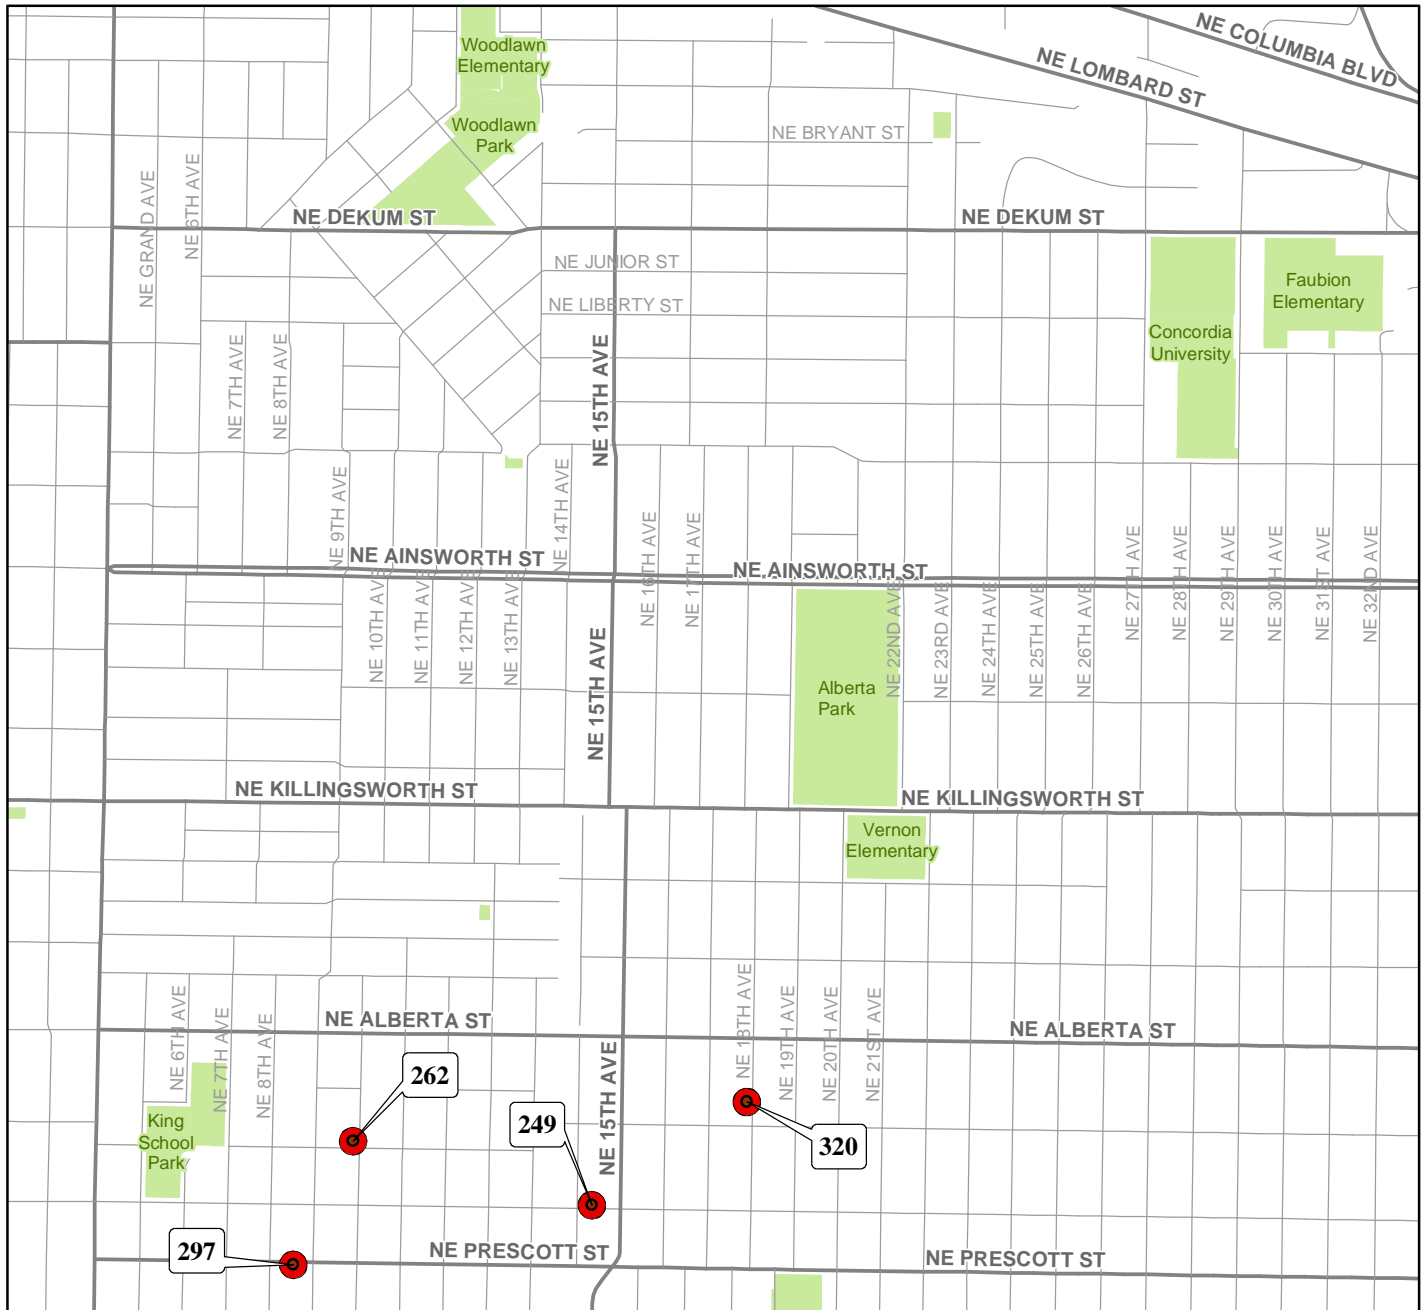 Woodlawn
Elementary
NE COLUMBIA BLVD
NE LOMBARD ST
Woodlawn
Park
NE BRYANT ST
NE GRAND AVE
NE 6TH AVE
NE DEKUM ST
NE DEKUM ST
NE JUNIOR ST
NE LIBERTY ST
Faubion
Elementary
Concordia
University
NE 7TH AVE
NE 8TH AVE
NE 15TH AVE
NE 9TH AVE
NE 14TH AVE
NE AINSWORTH ST
NE AINSWORTH ST
NE 10TH AVE
NE 11TH AVE
NE 12TH AVE
NE 13TH AVE
NE 15TH AVE
NE 16TH AVE
NE 17TH AVE
NE 22ND AVE
NE 23RD AVE
NE 24TH AVE
NE 25TH AVE
NE 26TH AVE
NE 27TH AVE
NE 28TH AVE
NE 29TH AVE
NE 30TH AVE
NE 31ST AVE
NE 32ND AVE
Alberta
Park
NE KILLINGSWORTH ST
NE KILLINGSWORTH ST
Vernon
Elementary
NE 6TH AVE
NE 7TH AVE
NE 8TH AVE
NE ALBERTA ST
NE ALBERTA ST
NE 15TH AVE
NE 18TH AVE
NE 19TH AVE
NE 20TH AVE
NE 21ST AVE
262
249
320
King
School
Park
297
NE PRESCOTT ST
NE PRESCOTT ST